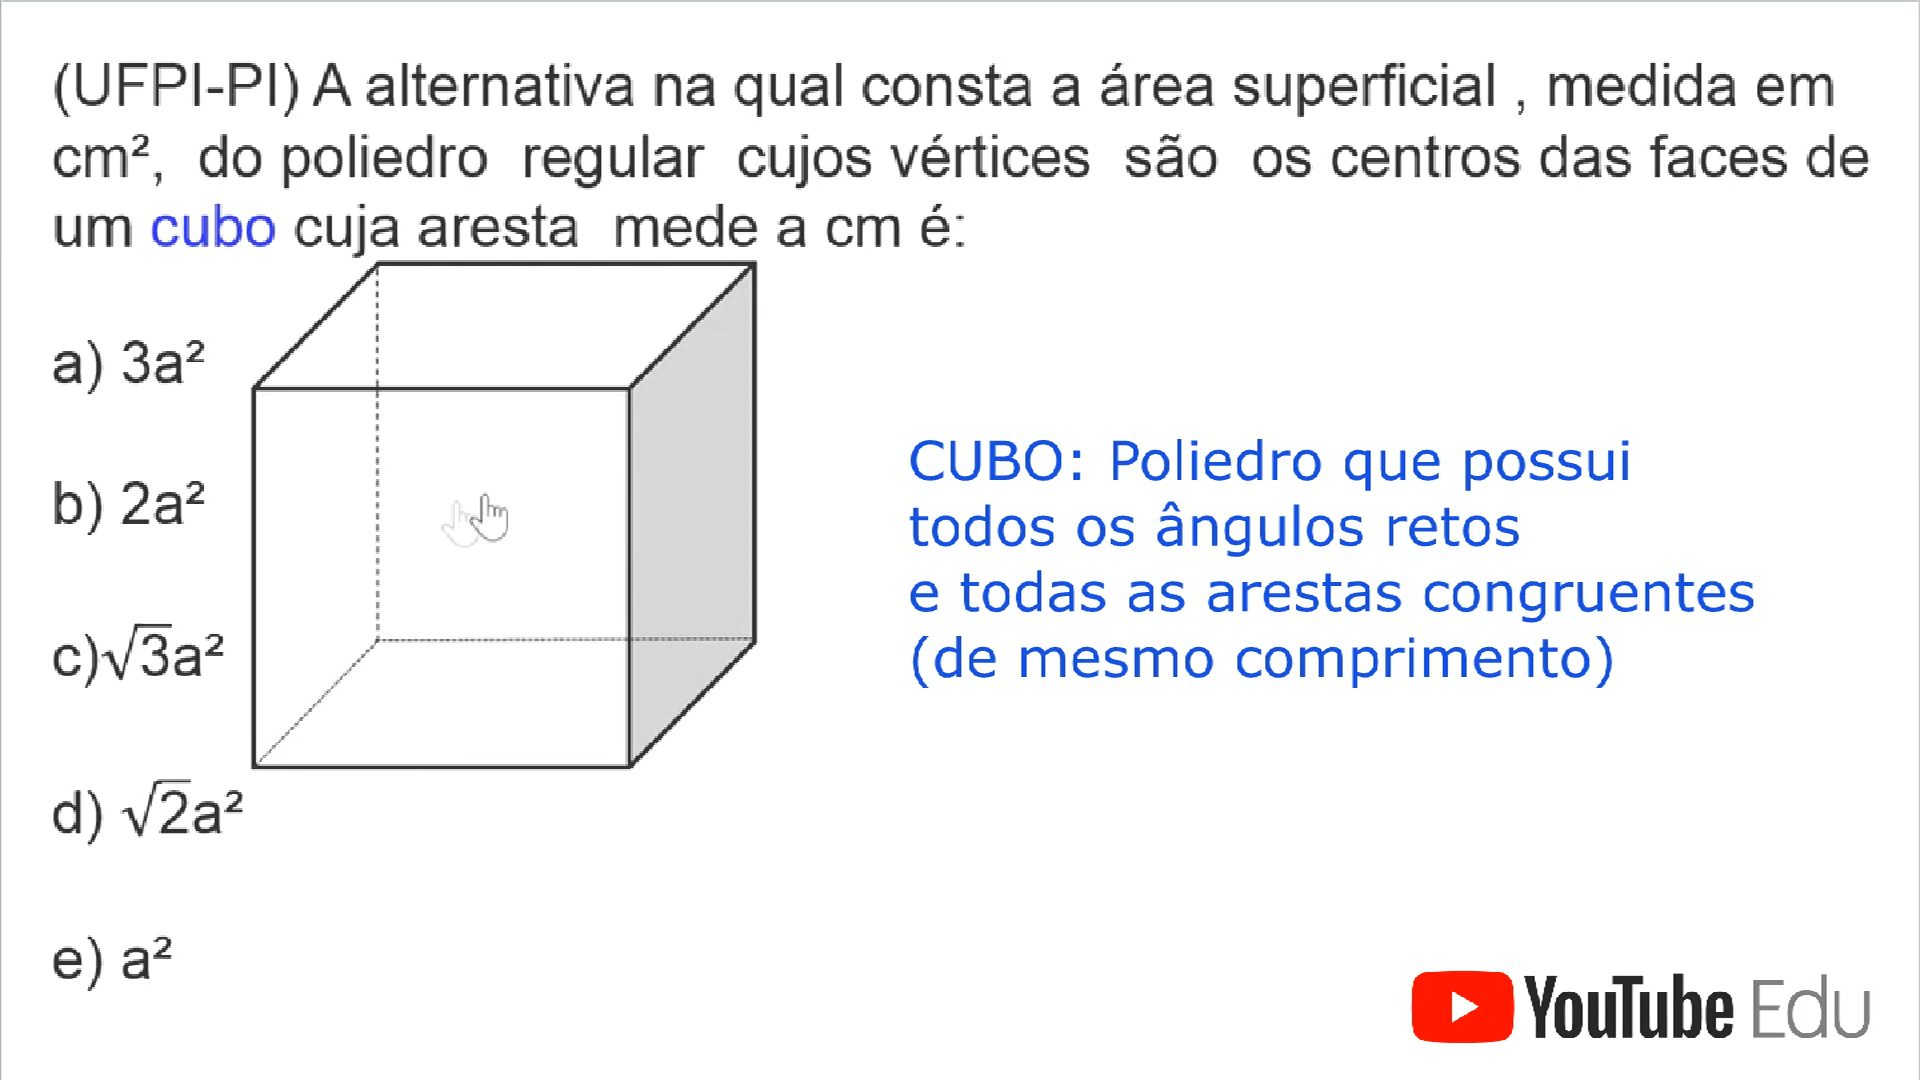 (UFPI-PI) A alternativa na qual consta a área superficial , medida em
cm², do poliedro regular cujos vértices são os centros das faces de
um cubo cuja aresta mede a cm é:
a) 3a²
b) 2a²
c)√3a²
d) √2a²
e) a²
CUBO: Poliedro que possui
todos os ângulos retos
e todas as arestas congruentes
(de mesmo comprimento)
YouTube Edu